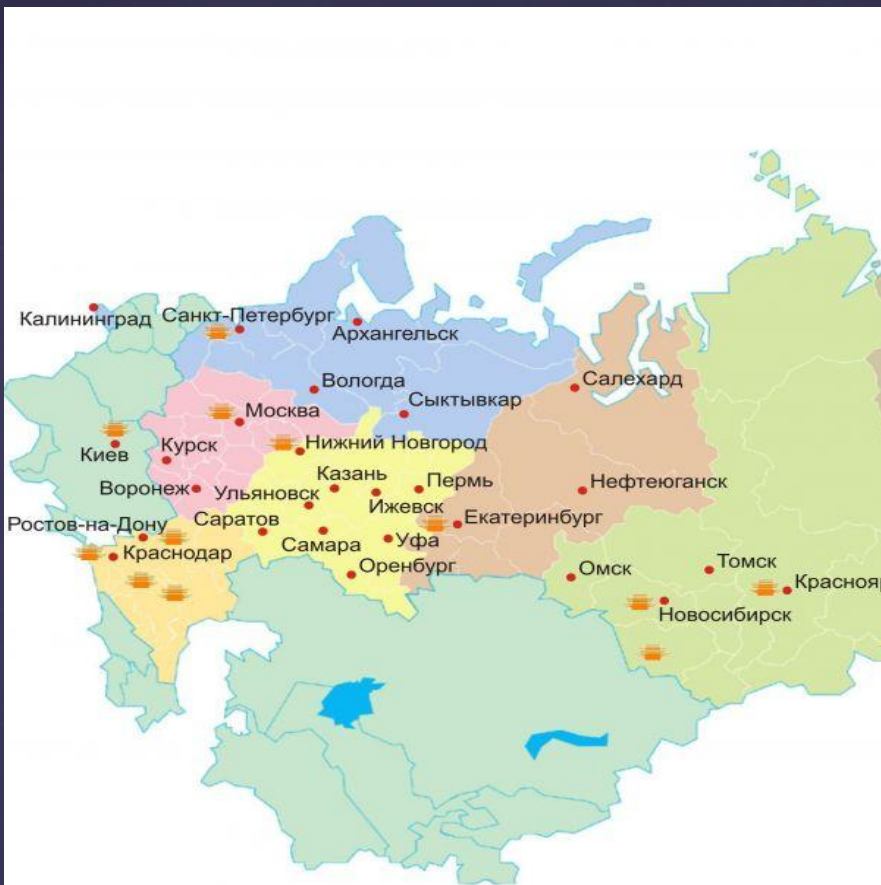 Калининград
Санкт-Петербург
Архангельск
Вологда
Салехард
Сыктывкар
Москва
Киев
Курск
Нижний Новгород
Казань
Пермь
Нефтеюганск
Воронеж
Ульяновск
Ижевск
Ростов-на-Дону
Саратов
Екатеринбург
Самара
Уфа
Краснодар
Оренбург
Омск
Томск
Краснояр
Новосибирск